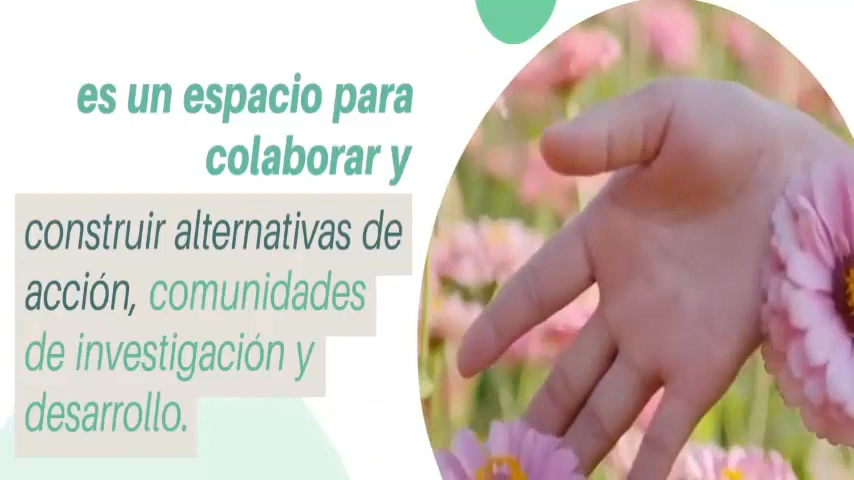 es un espacio para
colaborar y
construir alternativas de
acción, comunidades
de investigación y
desarrollo.